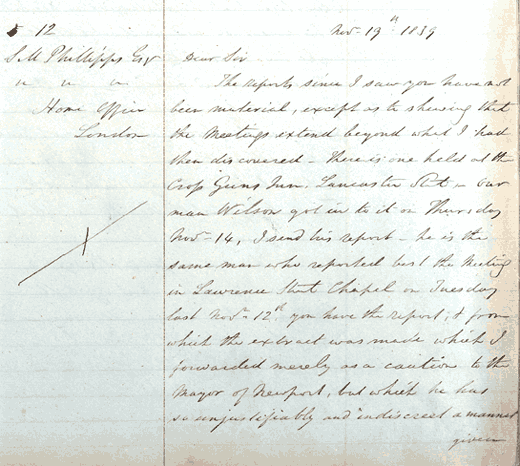 5 12
Nov. 19th 1839
S. M. Phillipps Esqr
" " "
Home Office
London
Dear Sir
The reports since I saw you have not
been material, except as to shewing that
the Meetings extend beyond what I had
then discovered - There is one held at the
Cross Guns Inn, Lancaster Stt - our
man Wilson got in to it on Thursday
Nov. 14, I send his report - he is the
same man who reported best the Meeting
in Lawrence Street Chapel on Tuesday
last Nov. 12th you have the report, & from
which the extract was made which I
forwarded merely as a caution to the
Mayor of Newport, but which he has
so unjustifiably and indiscreet a manner
given